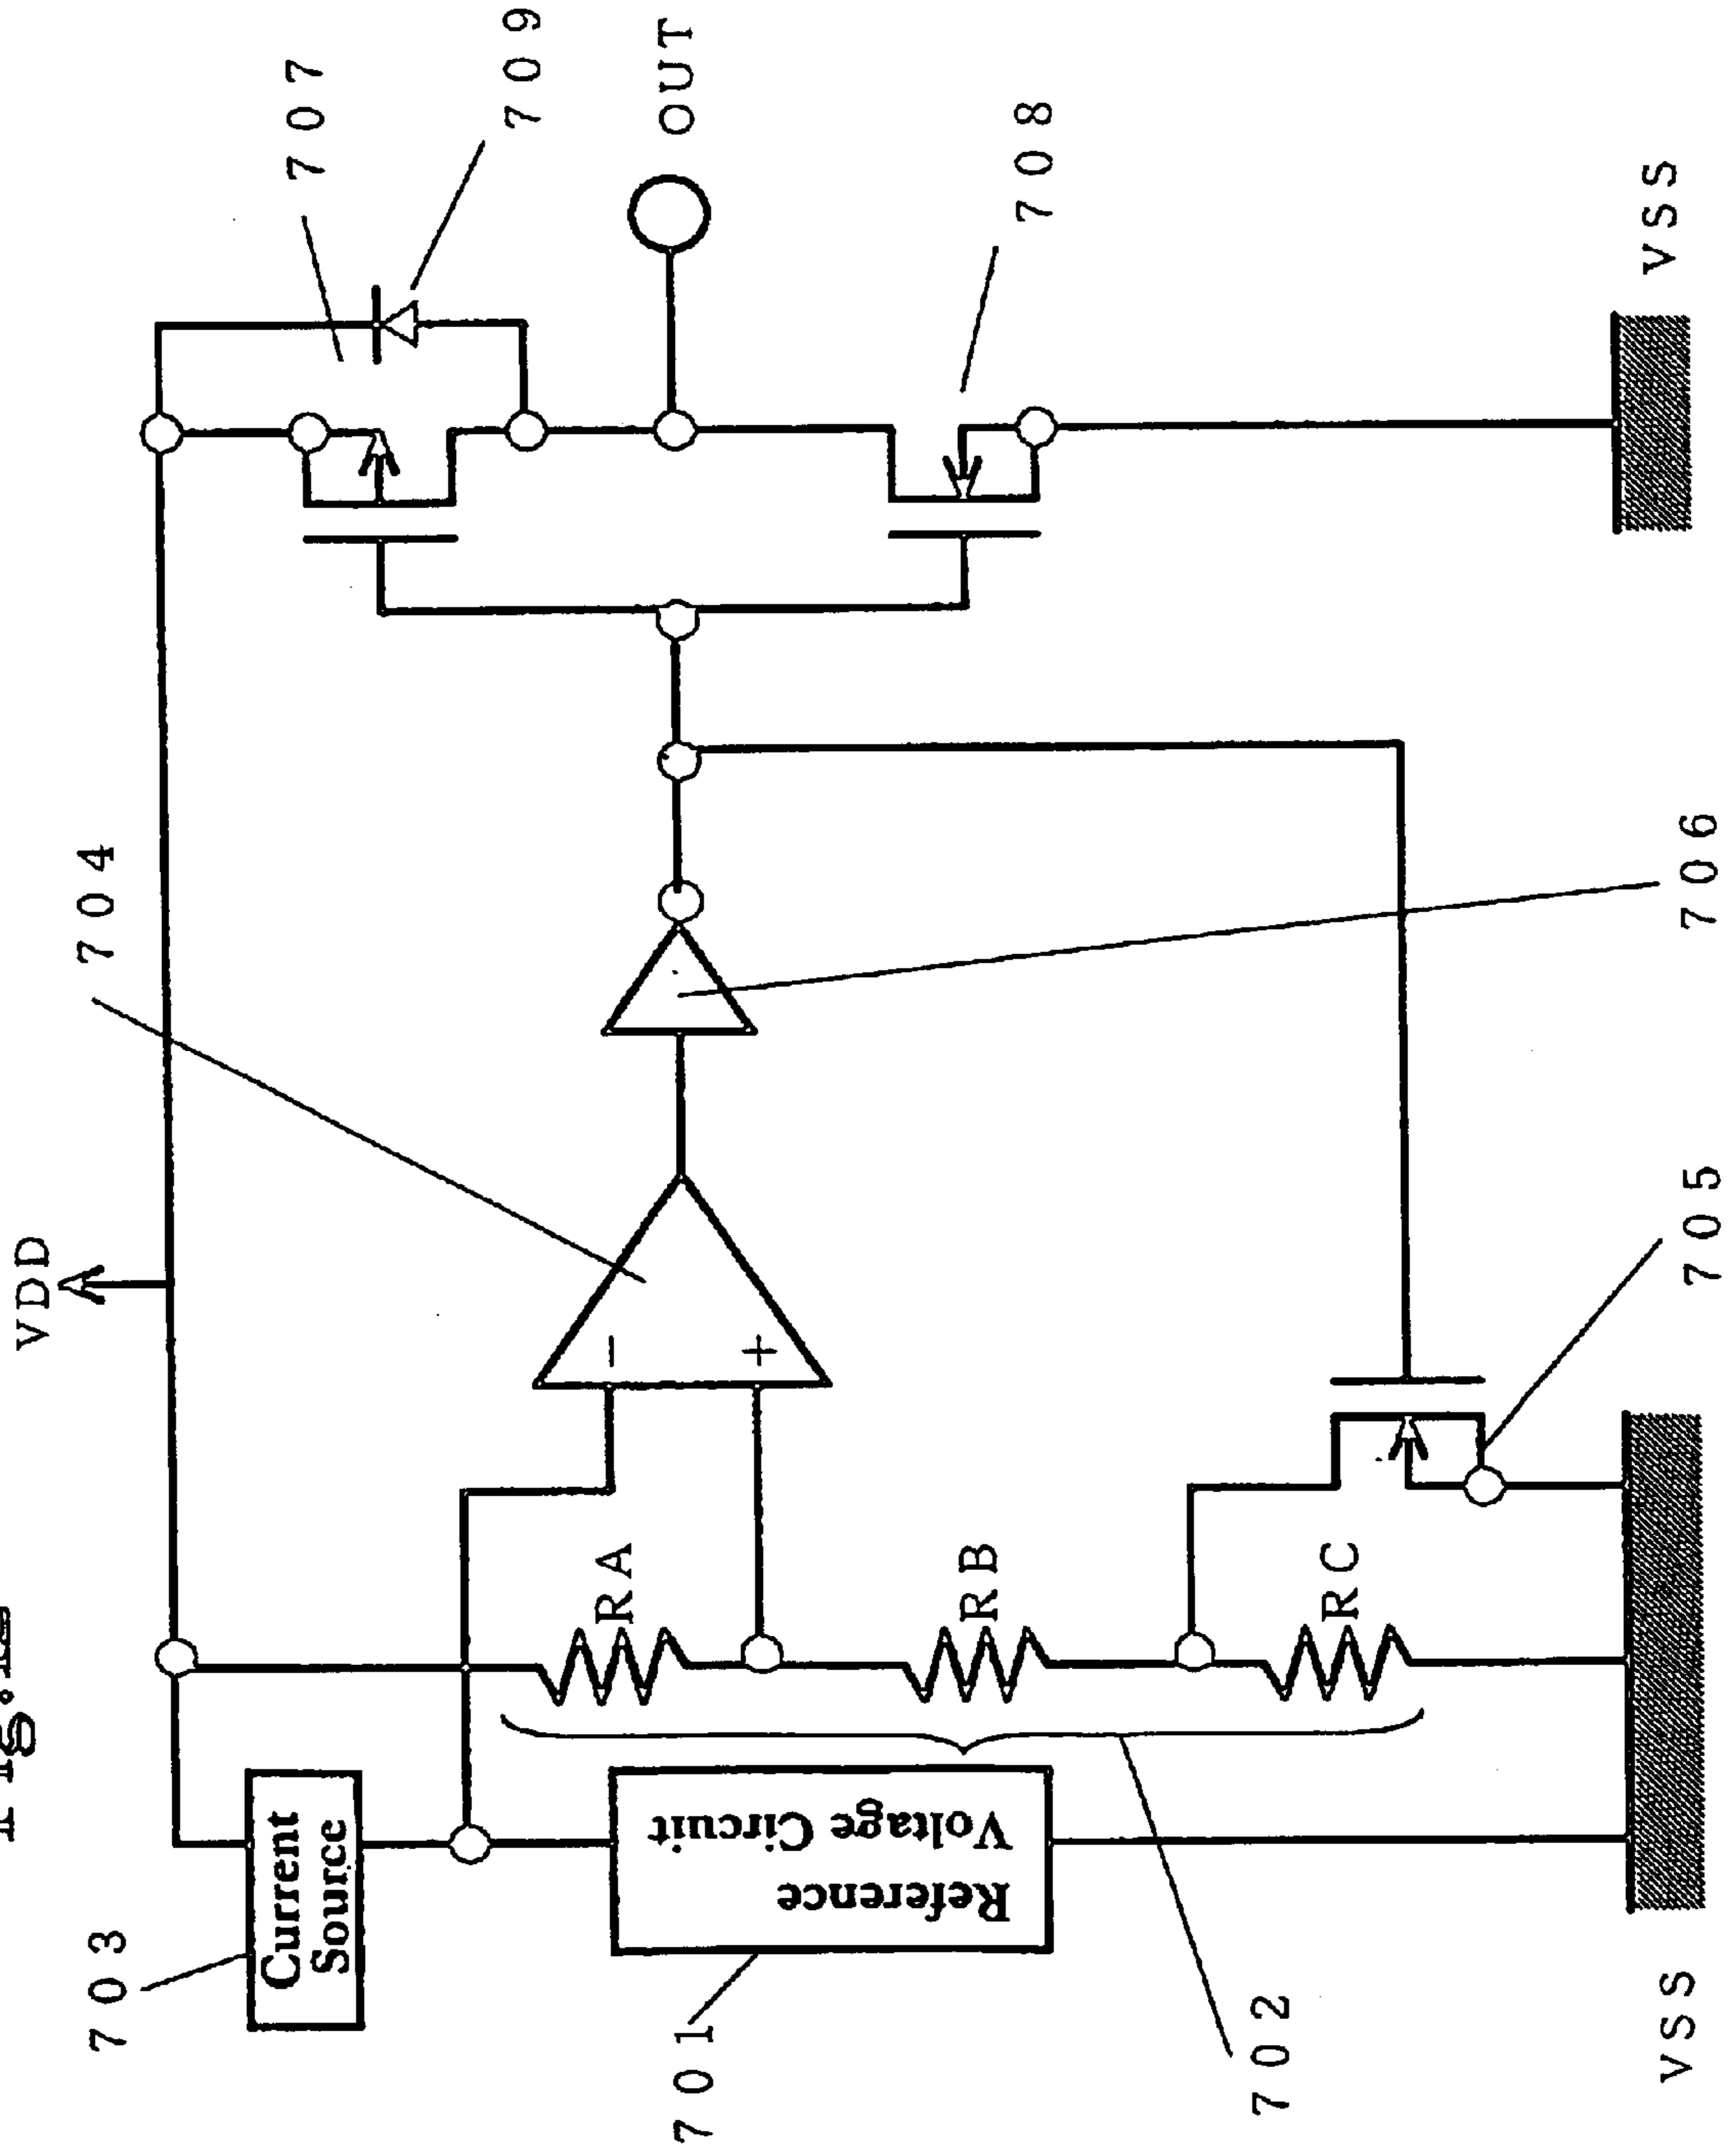 VDD
703
Current
Source
701
Reference
Voltage Circuit
702
RA
RB
RC
-
+
704
705
706
707
709
OUT
708
VSS
VSS